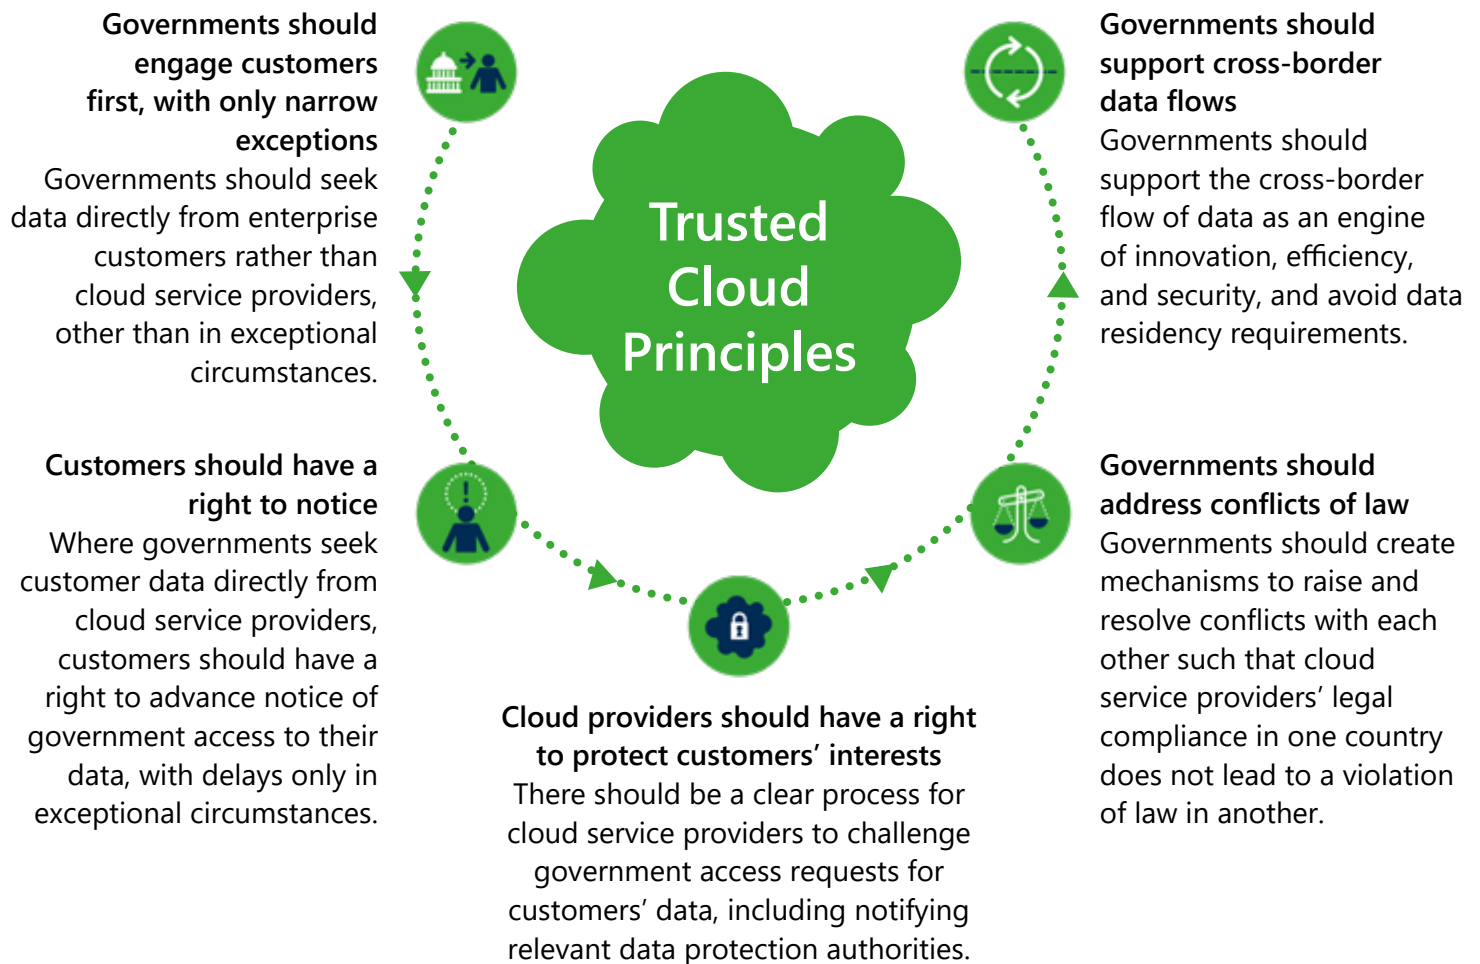 Governments should
engage customers
first, with only narrow
exceptions
Governments should seek
data directly from enterprise
customers rather than
cloud service providers,
other than in exceptional
circumstances.
Customers should have a
right to notice
Where governments seek
customer data directly from
cloud service providers,
customers should have a
right to advance notice of
government access to their
data, with delays only in
exceptional circumstances.
Trusted
Cloud
Principles
Cloud providers should have a right
to protect customers’ interests
There should be a clear process for
cloud service providers to challenge
government access requests for
customers’ data, including notifying
relevant data protection authorities.
Governments should
address conflicts of law
Governments should create
mechanisms to raise and
resolve conflicts with each
other such that cloud
service providers’ legal
compliance in one country
does not lead to a violation
of law in another.
Governments should
support cross-border
data flows
Governments should
support the cross-border
flow of data as an engine
of innovation, efficiency,
and security, and avoid data
residency requirements.